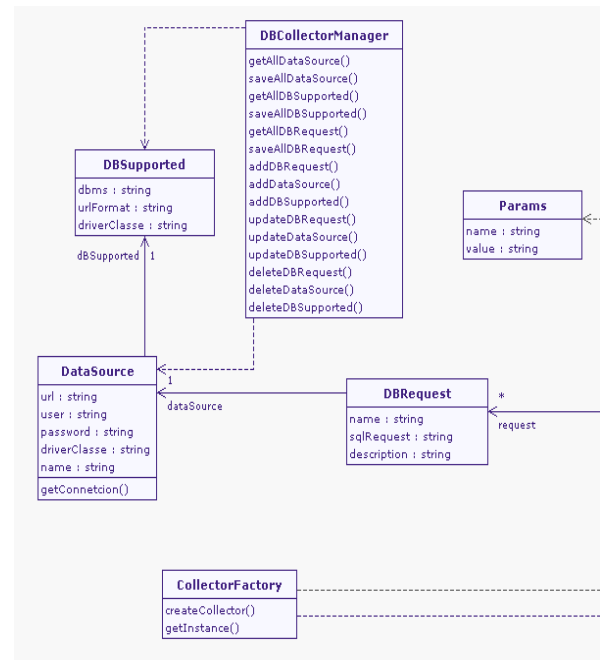 DBCollectorManager
getAllDataSource()
saveAllDataSource()
getAllDBSupported()
saveAllDBSupported()
getAllDBRequest()
saveAllDBRequest()
addDBRequest()
addDataSource()
addDBSupported()
updateDBRequest()
updateDataSource()
updateDBSupported()
deleteDBRequest()
deleteDataSource()
deleteDBSupported()
DBSupported
dbms : string
urlFormat : string
driverClasse : string
dBSupported 1
Params
name : string
value : string
DataSource
url : string
user : string
password : string
driverClasse : string
name : string
getConnetcion()
1
dataSource
DBRequest
name : string
sqlRequest : string
description : string
*
request
CollectorFactory
createCollector()
getInstance()